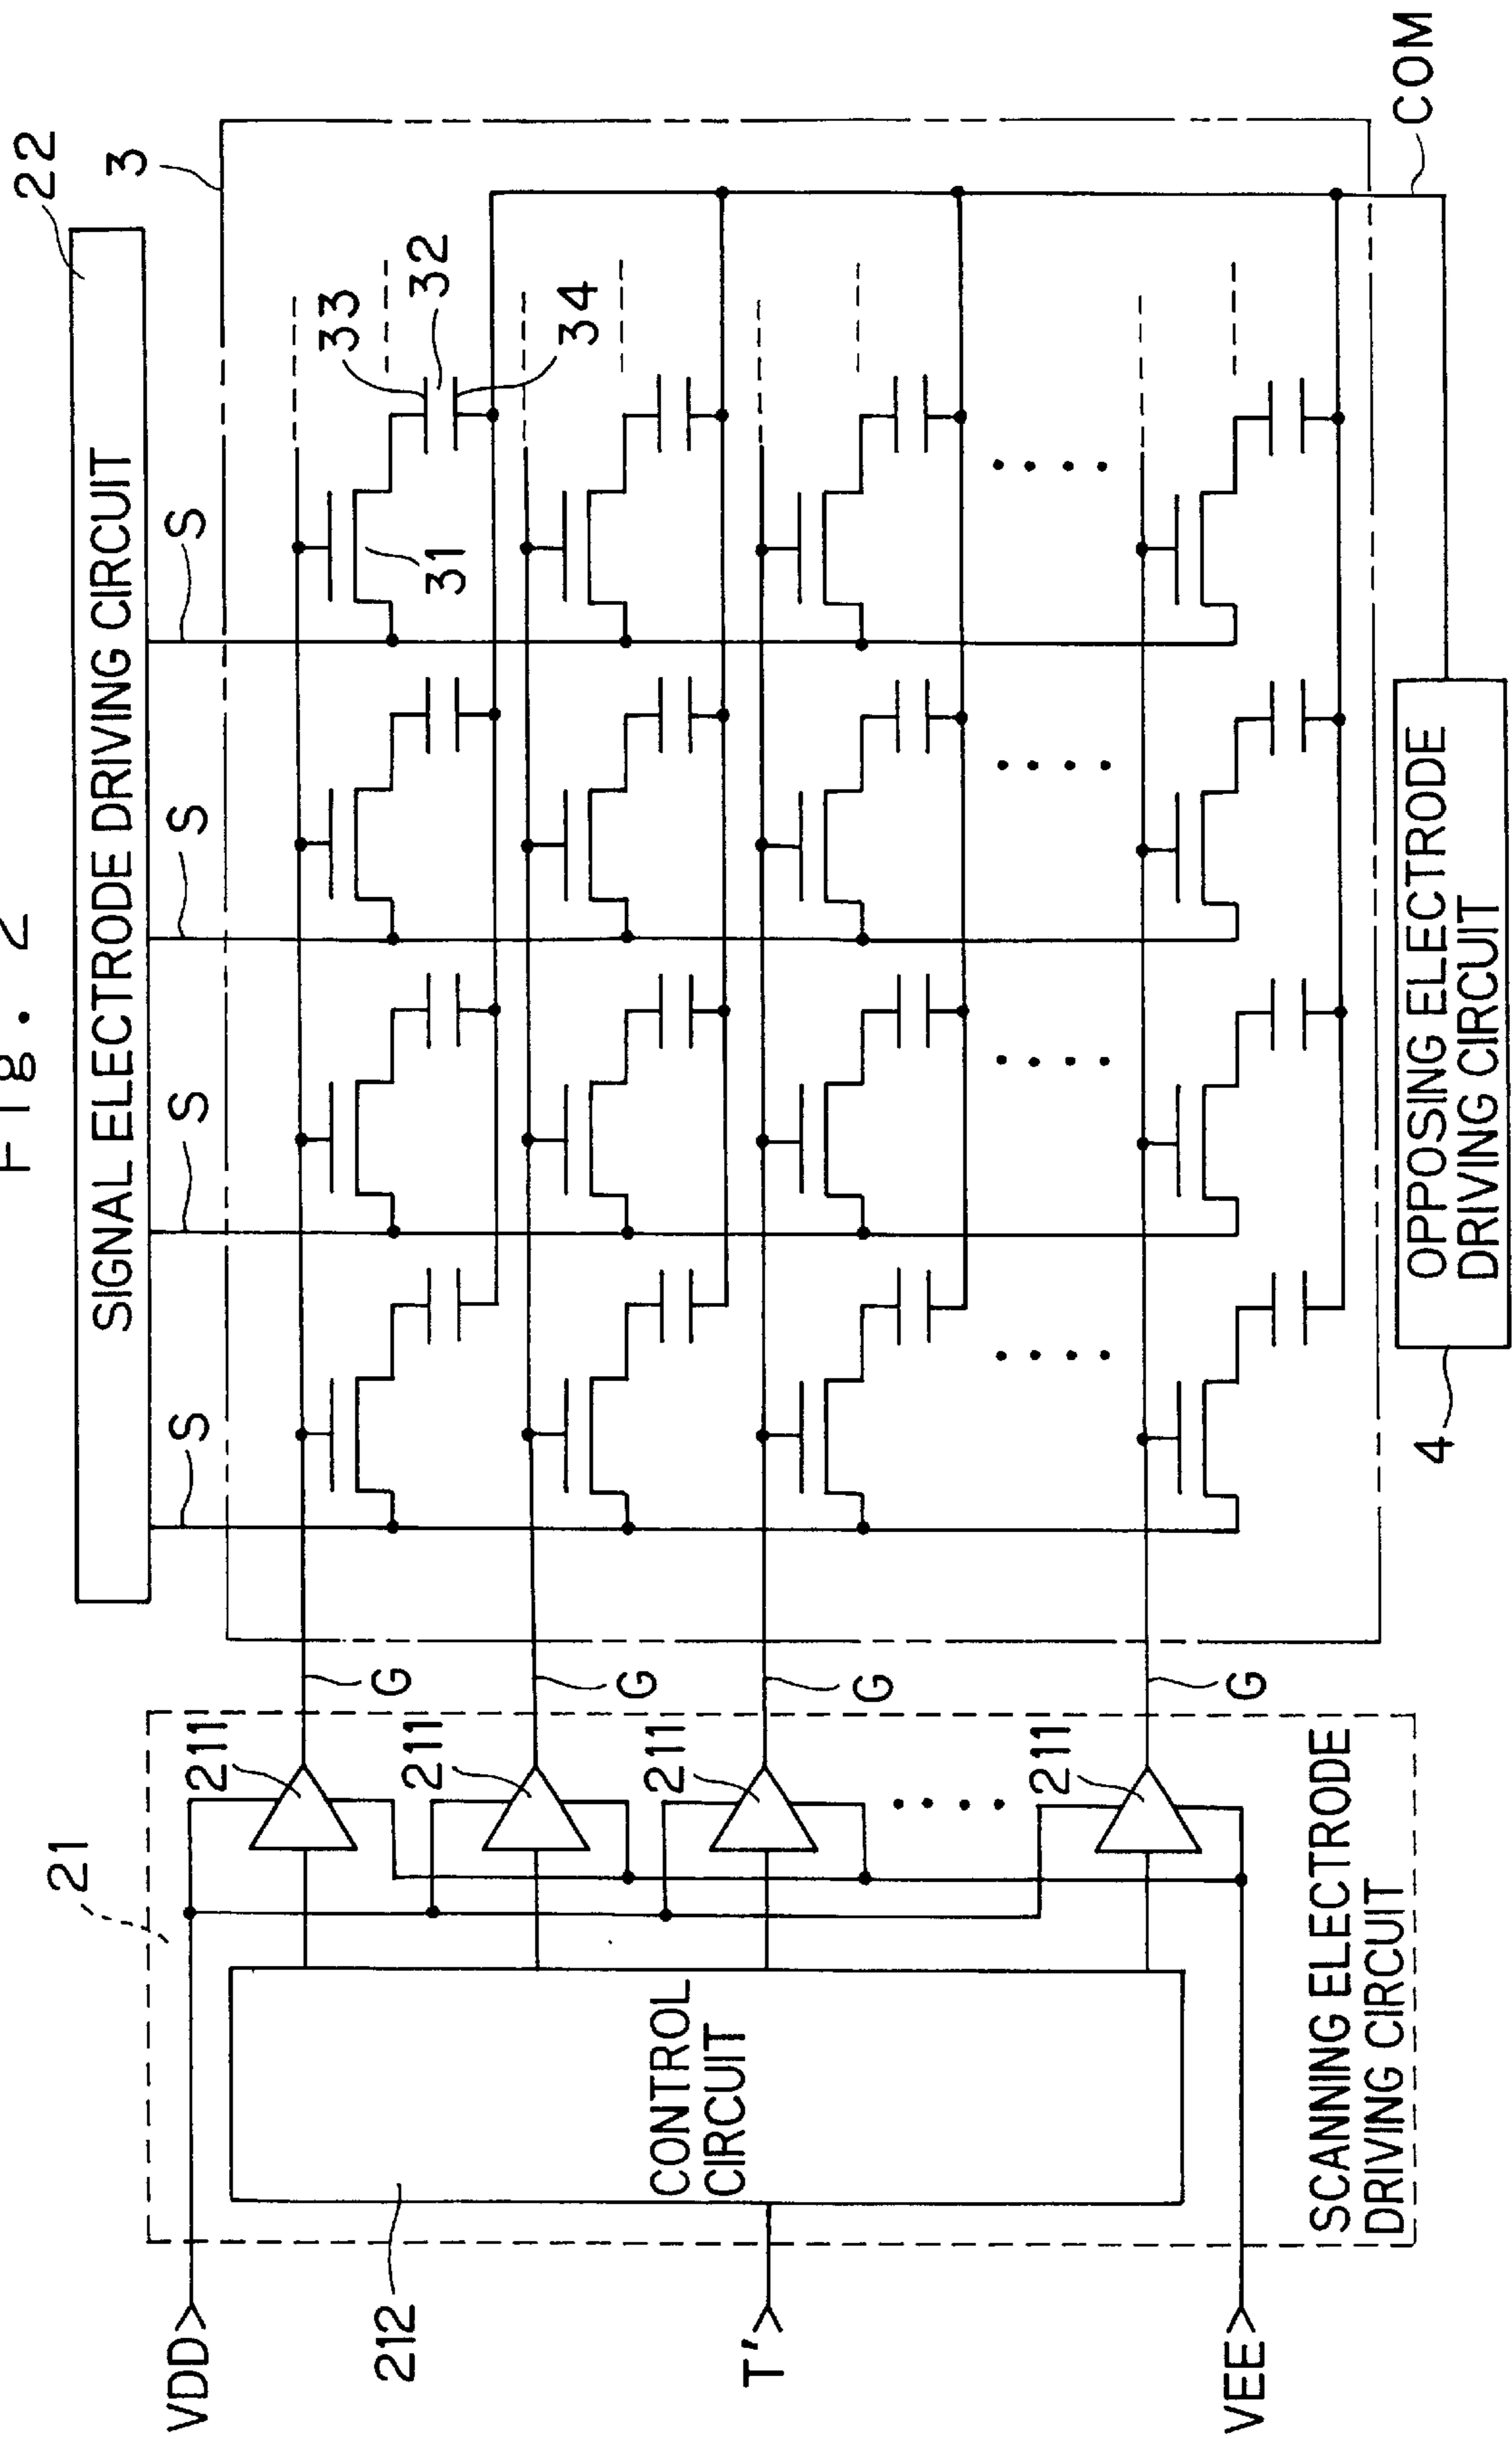 Fig. 2
SIGNAL ELECTRODE DRIVING CIRCUIT
22
3
S
S
S
S
33
32
34
31
21
VDD>
211
G
211
G
211
G
211
G
CONTROL
CIRCUIT
212
T'>
VEE>
SCANNING ELECTRODE
DRIVING CIRCUIT
OPPOSING ELECTRODE
DRIVING CIRCUIT
4
COM